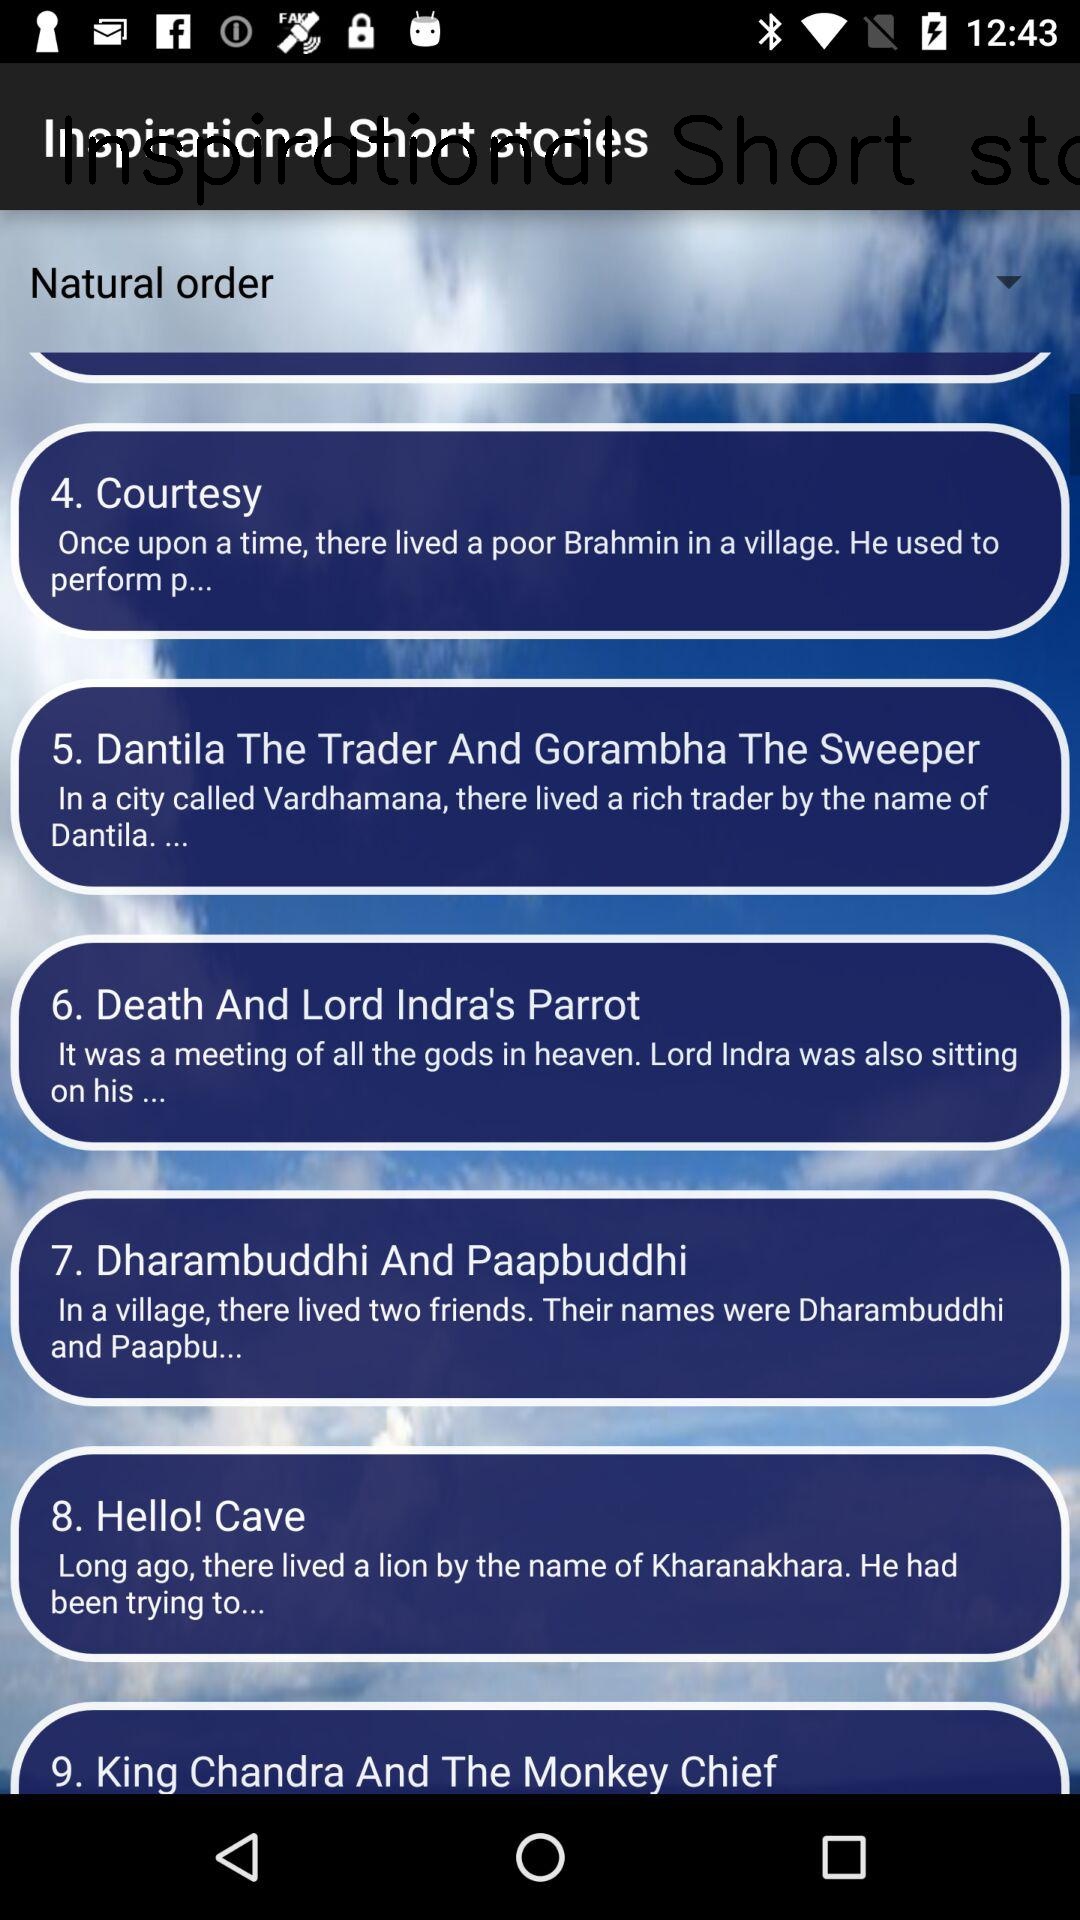 FAKE
12:43
Inspirational Short stories
Inspirational Short sto
Natural order
4. Courtesy
Once upon a time, there lived a poor Brahmin in a village. He used to
perform p...
5. Dantila The Trader And Gorambha The Sweeper
In a city called Vardhamana, there lived a rich trader by the name of
Dantila. ...
6. Death And Lord Indra's Parrot
It was a meeting of all the gods in heaven. Lord Indra was also sitting
on his ...
7. Dharambuddhi And Paapbuddhi
In a village, there lived two friends. Their names were Dharambuddhi
and Paapbu...
8. Hello! Cave
Long ago, there lived a lion by the name of Kharanakhara. He had
been trying to...
9. King Chandra And The Monkey Chief